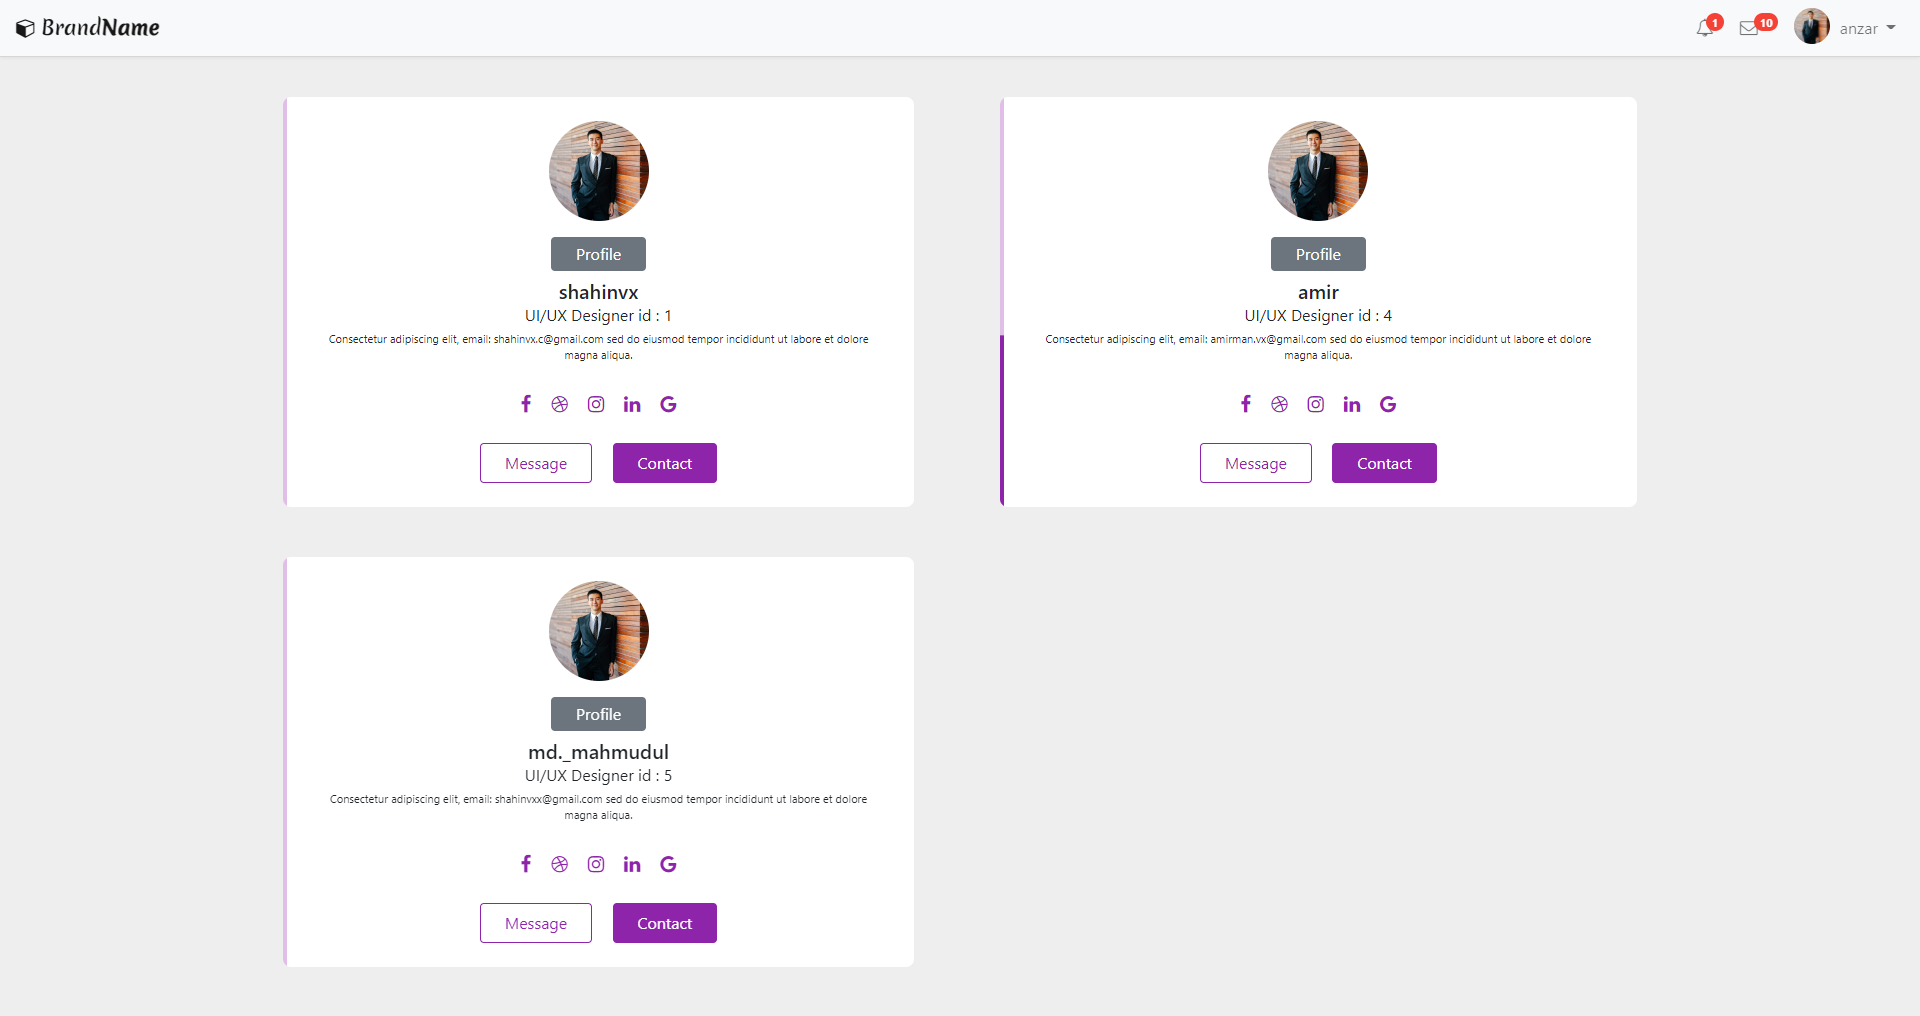 BrandName
1
10
anzar
Profile
shahinvx
UI/UX Designer id : 1
Consectetur adipiscing elit, email: shahinvx.c@gmail.com sed do eiusmod tempor incididunt ut labore et dolore
magna aliqua.
Message
Contact
Profile
amir
UI/UX Designer id : 4
Consectetur adipiscing elit, email: amirman.vx@gmail.com sed do eiusmod tempor incididunt ut labore et dolore
magna aliqua.
Message
Contact
Profile
md._mahmudul
UI/UX Designer id : 5
Consectetur adipiscing elit, email: shahinvxx@gmail.com sed do eiusmod tempor incididunt ut labore et dolore
magna aliqua.
Message
Contact